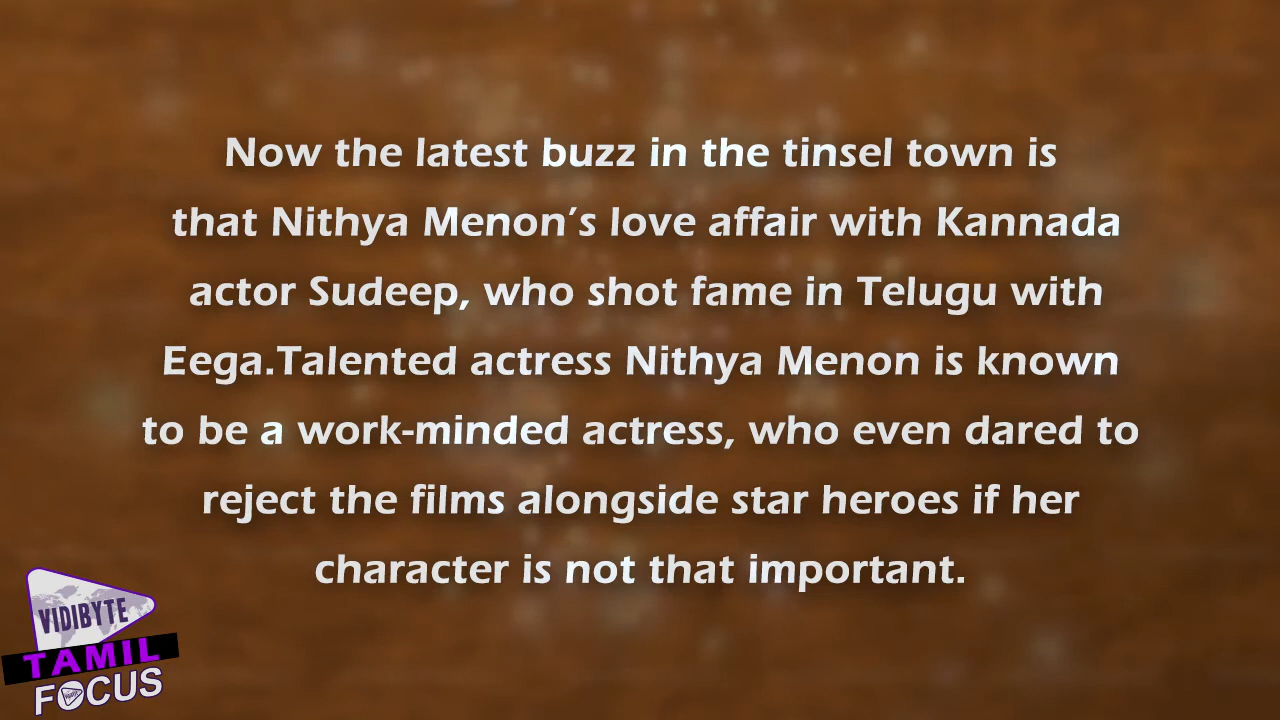 Now the latest buzz in the tinsel town is
that Nithya Menon’s love affair with Kannada
actor Sudeep, who shot fame in Telugu with
Eega.Talented actress Nithya Menon is known
to be a work-minded actress, who even dared to
reject the films alongside star heroes if her
character is not that important.
VIDIBYTE
TAMIL
FOCUS